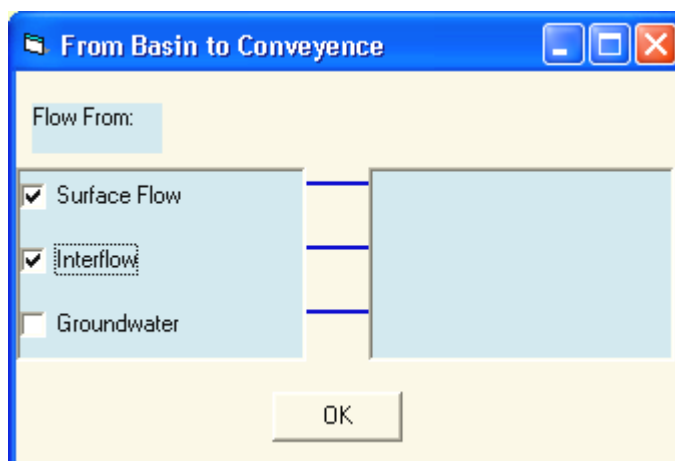 From Basin to Conveyence
Flow From:
Surface Flow
Interflow
Groundwater
OK